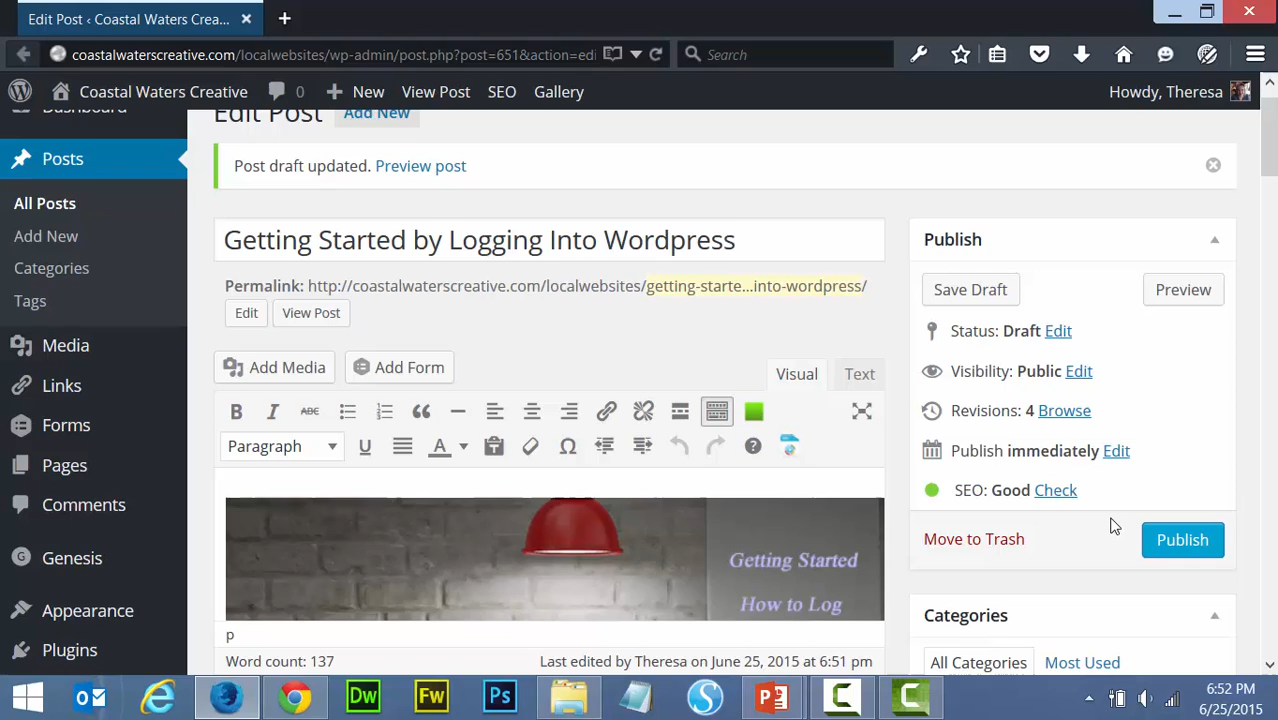 Edit Post ‹ Coastal Waters Crea...
coastalwaterscreative.com/localwebsites/wp-admin/post.php?post=651&action=edi
Search
Coastal Waters Creative 0 New View Post SEO Gallery Howdy, Theresa
Dashboard
Posts
All Posts
Add New
Categories
Tags
Media
Links
Forms
Pages
Comments
Genesis
Appearance
Plugins
Edit Post Add New
Post draft updated. Preview post
Getting Started by Logging Into Wordpress
Permalink: http://coastalwaterscreative.com/localwebsites/getting-starte...into-wordpress/
Edit View Post
Add Media Add Form
Visual Text
B I ABC
Paragraph U A
Getting Started
How to Log
p
Word count: 137 Last edited by Theresa on June 25, 2015 at 6:51 pm
Publish
Save Draft Preview
Status: Draft Edit
Visibility: Public Edit
Revisions: 4 Browse
Publish immediately Edit
SEO: Good Check
Move to Trash Publish
Categories
All Categories Most Used
Dw Fw Ps
6:52 PM
6/25/2015